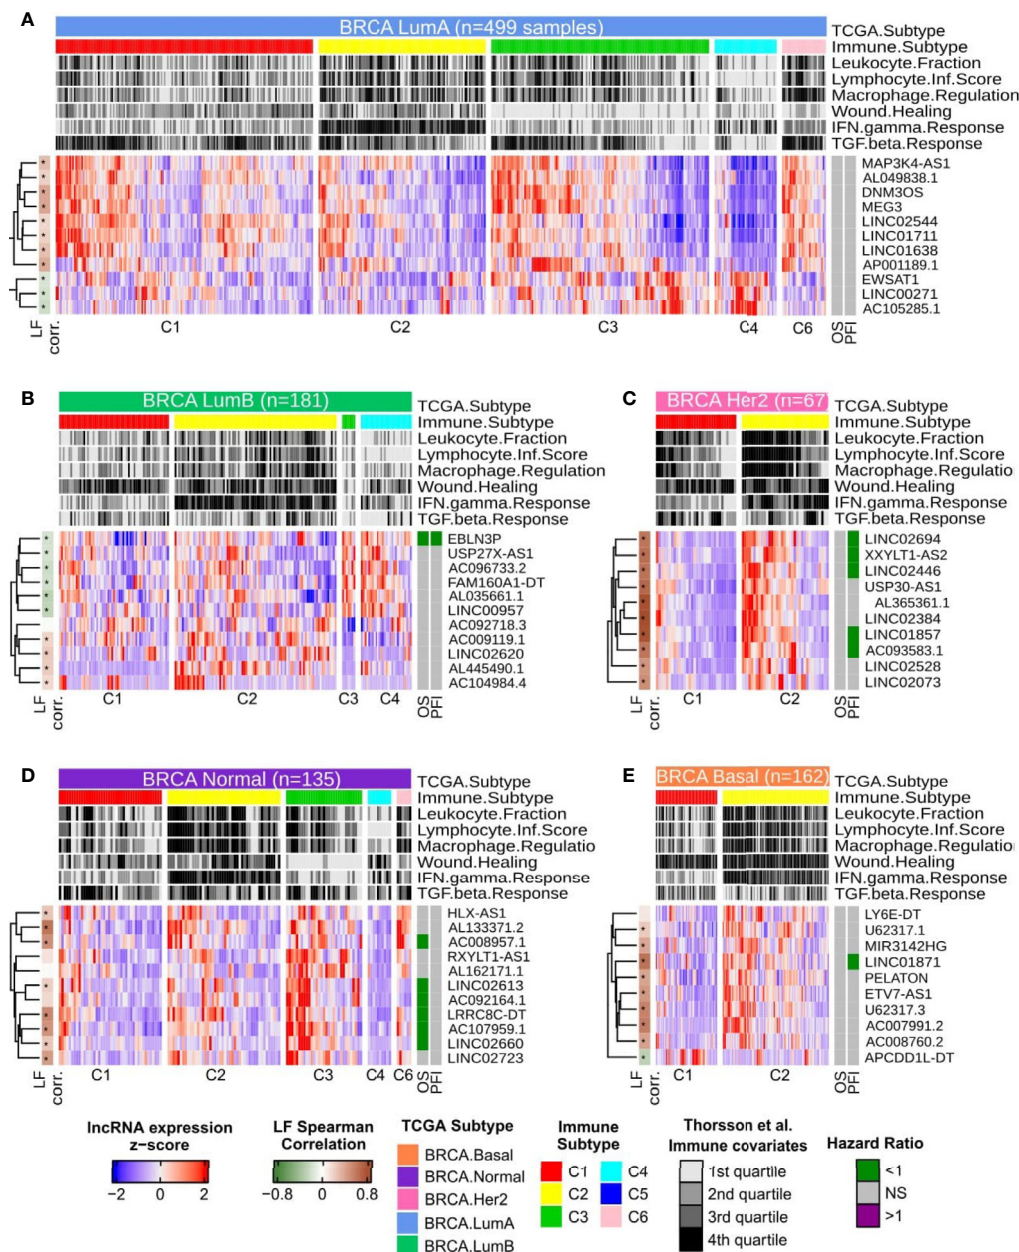 A
BRCA LumA (n=499 samples)
TCGA.Subtype
Immune.Subtype
Leukocyte.Fraction
Lymphocyte.Inf.Score
Macrophage.Regulation
Wound.Healing
IFN.gamma.Response
TGF.beta.Response
MAP3K4-AS1
AL049838.1
DNM3OS
MEG3
LINC02544
LINC01711
LINC01638
AP001189.1
EWSAT1
LINC00271
AC105285.1
LF corr. C1 C2 C3 C4 C6 OS PFI
B
BRCA LumB (n=181)
TCGA.Subtype
Immune.Subtype
Leukocyte.Fraction
Lymphocyte.Inf.Score
Macrophage.Regulation
Wound.Healing
IFN.gamma.Response
TGF.beta.Response
EBLN3P
USP27X-AS1
AC096733.2
FAM160A1-DT
AL035661.1
LINC00957
AC092718.3
AC009119.1
LINC02620
AL445490.1
AC104984.4
LF corr. C1 C2 C3 C4 OS PFI
C
BRCA Her2 (n=67
TCGA.Subtype
Immune.Subtype
Leukocyte.Fraction
Lymphocyte.Inf.Score
Macrophage.Regulatio
Wound.Healing
IFN.gamma.Response
TGF.beta.Response
LINC02694
XXYLT1-AS2
LINC02446
USP30-AS1
AL365361.1
LINC02384
LINC01857
AC093583.1
LINC02528
LINC02073
LF corr. C1 C2 OS PFI
D
BRCA Normal (n=135)
TCGA.Subtype
Immune.Subtype
Leukocyte.Fraction
Lymphocyte.Inf.Score
Macrophage.Regulatio
Wound.Healing
IFN.gamma.Response
TGF.beta.Response
HLX-AS1
AL133371.2
AC008957.1
RXYLT1-AS1
AL162171.1
LINC02613
AC092164.1
LRRC8C-DT
AC107959.1
LINC02660
LINC02723
LF corr. C1 C2 C3 C4 C6 OS PFI
E
BRCA Basal (n=162)
TCGA.Subtype
Immune.Subtype
Leukocyte.Fraction
Lymphocyte.Inf.Score
Macrophage.Regulatio
Wound.Healing
IFN.gamma.Response
TGF.beta.Response
LY6E-DT
U62317.1
MIR3142HG
LINC01871
PELATON
ETV7-AS1
U62317.3
AC007991.2
AC008760.2
APCDD1L-DT
LF corr. C1 C2 OS PFI
lncRNA expression
z-score
−2 0 2
LF Spearman
Correlation
−0.8 0 0.8
TCGA Subtype
BRCA.Basal
BRCA.Normal
BRCA.Her2
BRCA.LumA
BRCA.LumB
Immune
Subtype
C1 C4
C2 C5
C3 C6
Thorsson et al.
Immune covariates
1st quartile
2nd quartile
3rd quartile
4th quartile
Hazard Ratio
<1
NS
>1